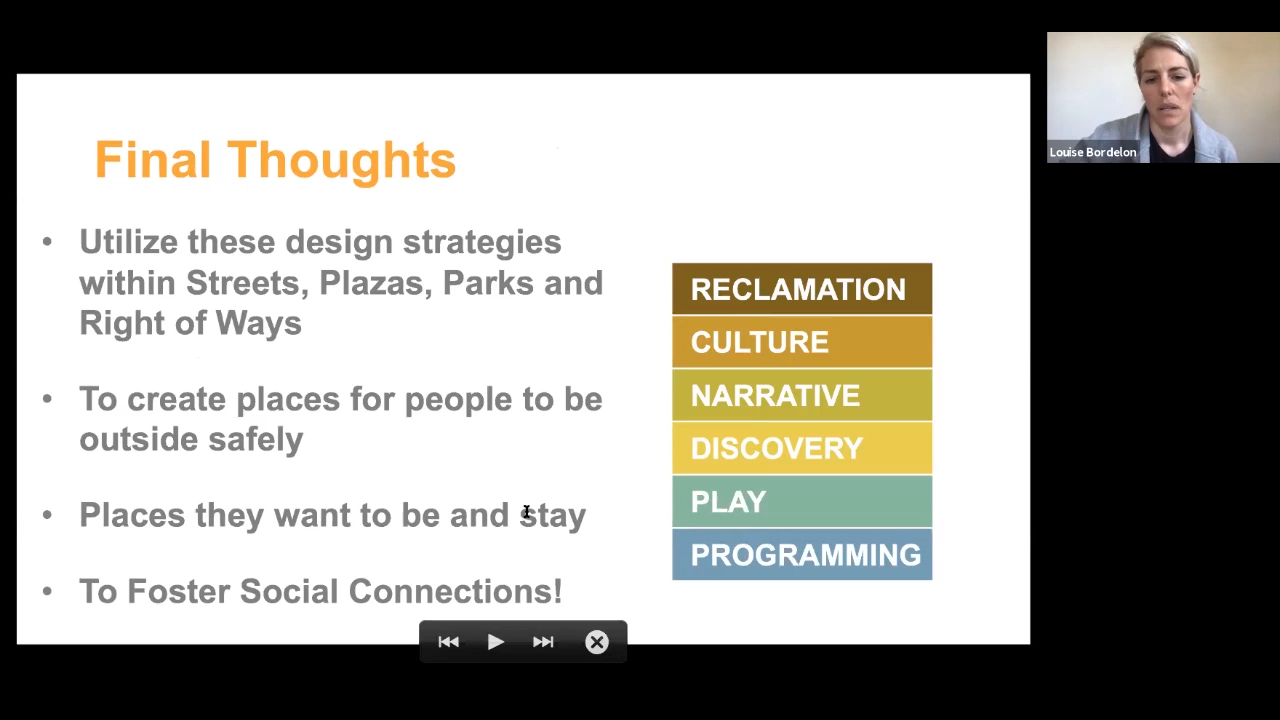 Final Thoughts
• Utilize these design strategies
within Streets, Plazas, Parks and
Right of Ways
• To create places for people to be
outside safely
• Places they want to be and stay
• To Foster Social Connections!
RECLAMATION
CULTURE
NARRATIVE
DISCOVERY
PLAY
PROGRAMMING
Louise Bordelon